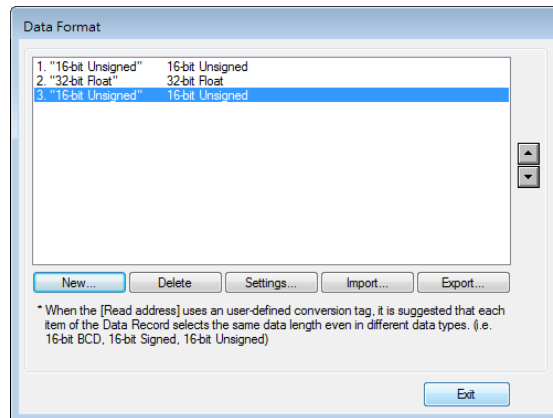 Data Format
1. "16-bit Unsigned" 16-bit Unsigned
2. "32-bit Float" 32-bit Float
3. "16-bit Unsigned" 16-bit Unsigned
New... Delete Settings... Import... Export...
* When the [Read address] uses an user-defined conversion tag, it is suggested that each
item of the Data Record selects the same data length even in different data types. (i.e.
16-bit BCD, 16-bit Signed, 16-bit Unsigned)
Exit